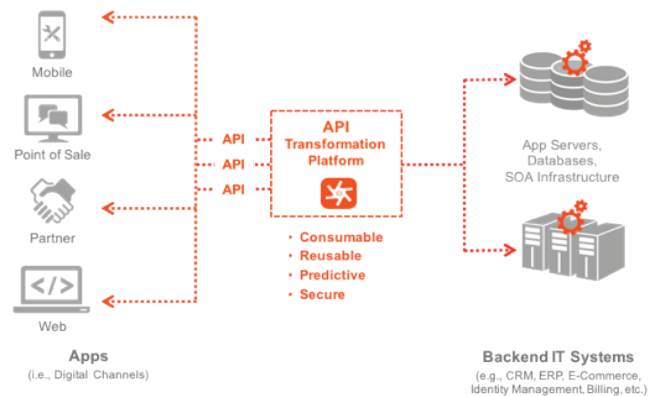 Mobile
Point of Sale
Partner
</>
Web
Apps
(i.e., Digital Channels)
API
API
API
API
Transformation
Platform
• Consumable
• Reusable
• Predictive
• Secure
App Servers,
Databases,
SOA Infrastructure
Backend IT Systems
(e.g., CRM, ERP, E-Commerce,
Identity Management, Billing, etc.)